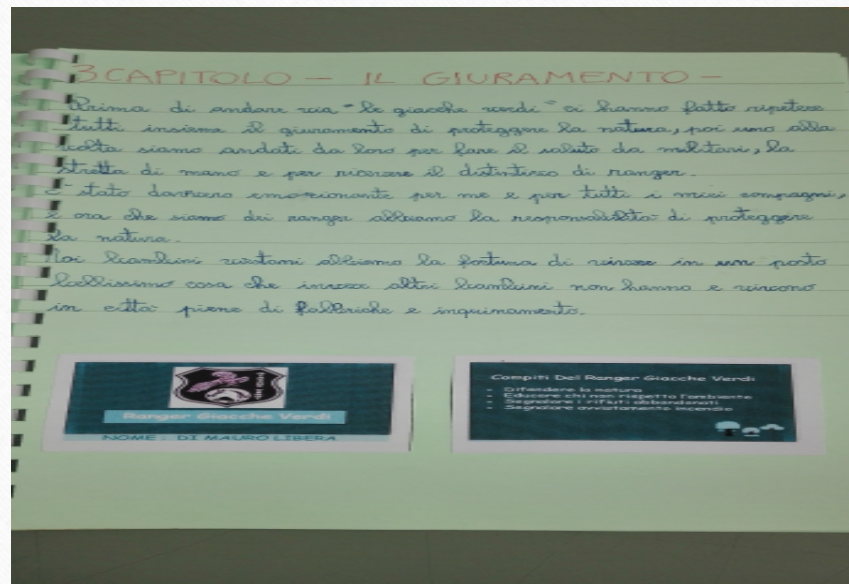 3 CAPITOLO – IL GIURAMENTO –
Prima di andare via "le giacche verdi" ci hanno fatto ripetere
tutti insieme il giuramento di proteggere la natura, poi uno alla
volta siamo andati da loro per fare il saluto da militari, la
stretta di mano e per ricevere il distintivo di ranger.
È stato davvero emozionante per me e per tutti i miei compagni,
e ora che siamo dei ranger abbiamo la responsabilità di proteggere
la natura.
Noi bambini vastami abbiamo la fortuna di vivere in un posto
bellissimo cosa che invece altri bambini non hanno e vivono
in città piene di fabbriche e inquinamento.
Ranger Giacche Verdi
NOME : DI MAURO LIBERA
Compiti Del Ranger Giacche Verdi
- Difendere la natura
- Educare chi non rispetta l'ambiente
- Segnalare i rifiuti abbandonati
- Segnalare avvistamento incendio